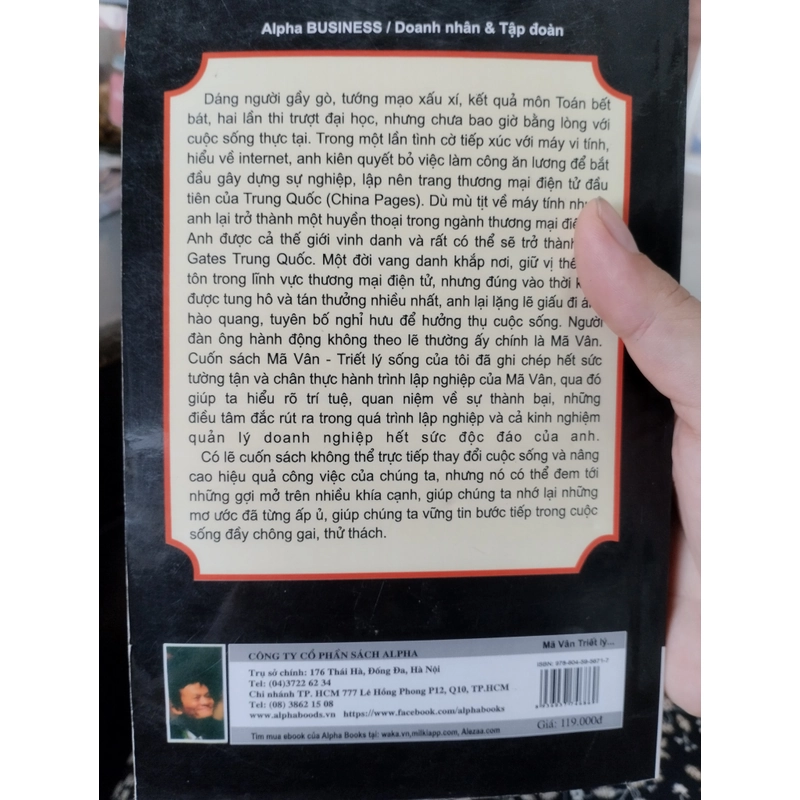 Alpha BUSINESS / Doanh nhân & Tập đoàn
Dáng người gầy gò, tướng mạo xấu xí, kết quả môn Toán bết
bát, hai lần thi trượt đại học, nhưng chưa bao giờ bằng lòng với
cuộc sống thực tại. Trong một lần tình cờ tiếp xúc với máy vi tính,
hiểu về internet, anh kiên quyết bỏ việc làm công ăn lương để bắt
đầu gây dựng sự nghiệp, lập nên trang thương mại điện tử đầu
tiên của Trung Quốc (China Pages). Dù mù tịt về máy tính
anh lại trở thành một huyền thoại trong ngành thương mại
Anh được cả thế giới vinh danh và rất có thể sẽ trở thành
Gates Trung Quốc. Một đời vang danh khắp nơi, giữ vị
tôn trong lĩnh vực thương mại điện tử, nhưng đúng vào thời
được tung hô và tán thưởng nhiều nhất, anh lại lặng lẽ giấu đi
hào quang, tuyên bố nghỉ hưu để hưởng thụ cuộc sống. Người
đàn ông hành động không theo lẽ thường ấy chính là Mã Vân.
Cuốn sách Mã Vân - Triết lý sống của tôi đã ghi chép hết sức
tường tận và chân thực hành trình lập nghiệp của Mã Vân, qua đó
giúp ta hiểu rõ trí tuệ, quan niệm về sự thành bại, những
điều tâm đắc rút ra trong quá trình lập nghiệp và cả kinh nghiệm
quản lý doanh nghiệp hết sức độc đáo của anh.
Có lẽ cuốn sách không thể trực tiếp thay đổi cuộc sống và nâng
cao hiệu quả công việc của chúng ta, nhưng nó có thể đem tới
những gợi mở trên nhiều khía cạnh, giúp chúng ta nhớ lại những
mơ ước đã từng ấp ủ, giúp chúng ta vững tin bước tiếp trong cuộc
sống đầy chông gai, thử thách.
CÔNG TY CỔ PHẦN SÁCH ALPHA
Trụ sở chính: 176 Thái Hà, Đống Đa, Hà Nội
Tel: (04)3722 62 34
Chi nhánh TP. HCM 777 Lê Hồng Phong P12, Q10, TP.HCM
Tel: (08) 3862 15 08
www.alphaboods.vn https://www.facebook.com/alphabooks
Tìm mua ebook của Alpha Books tại: waka.vn,milkiapp.com, Alezaa.com
Mã Vân Triết lý...
ISBN:
Giá: 119.000đ